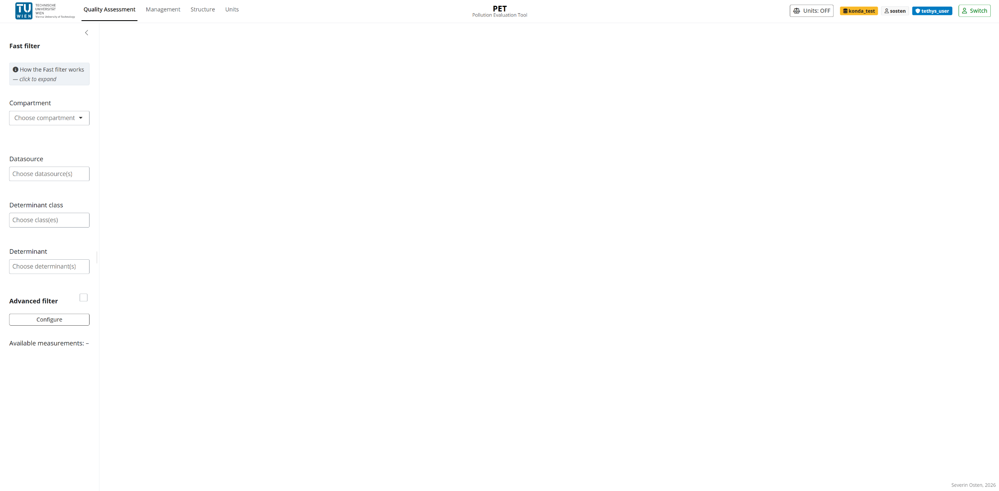 TU
WIEN
TECHNISCHE
UNIVERSITÄT
WIEN
Vienna University of Technology
Quality Assessment
Management
Structure
Units
PET
Pollution Evaluation Tool
Units: OFF
konda_test
sosten
tethys_user
Switch
Fast filter
How the Fast filter works
— click to expand
Compartment
Choose compartment
Datasource
Choose datasource(s)
Determinant class
Choose class(es)
Determinant
Choose determinant(s)
Advanced filter
Configure
Available measurements: –
Severin Osten, 2026